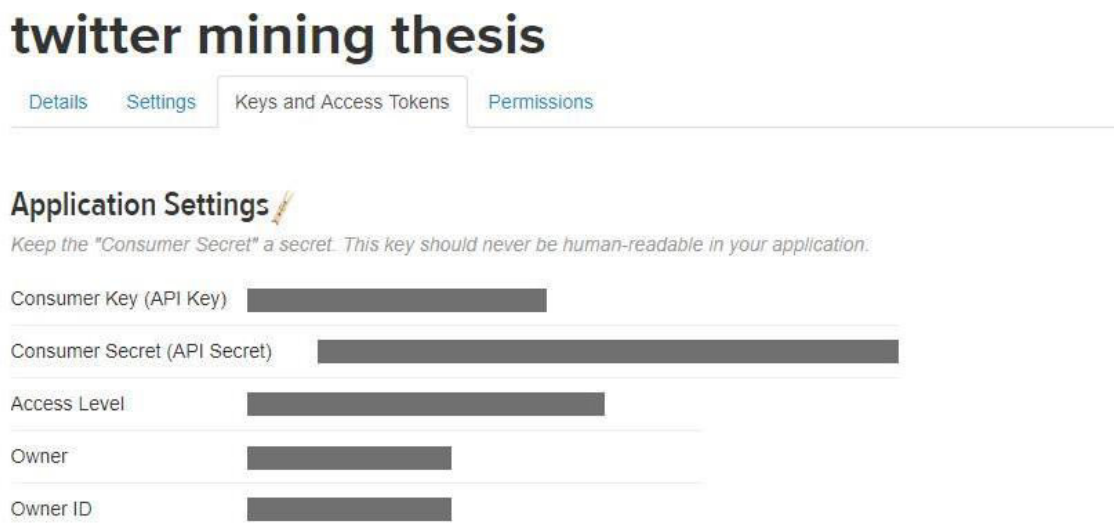 twitter mining thesis
Details Settings Keys and Access Tokens Permissions
Application Settings
Keep the "Consumer Secret" a secret. This key should never be human-readable in your application.
Consumer Key (API Key)
Consumer Secret (API Secret)
Access Level
Owner
Owner ID